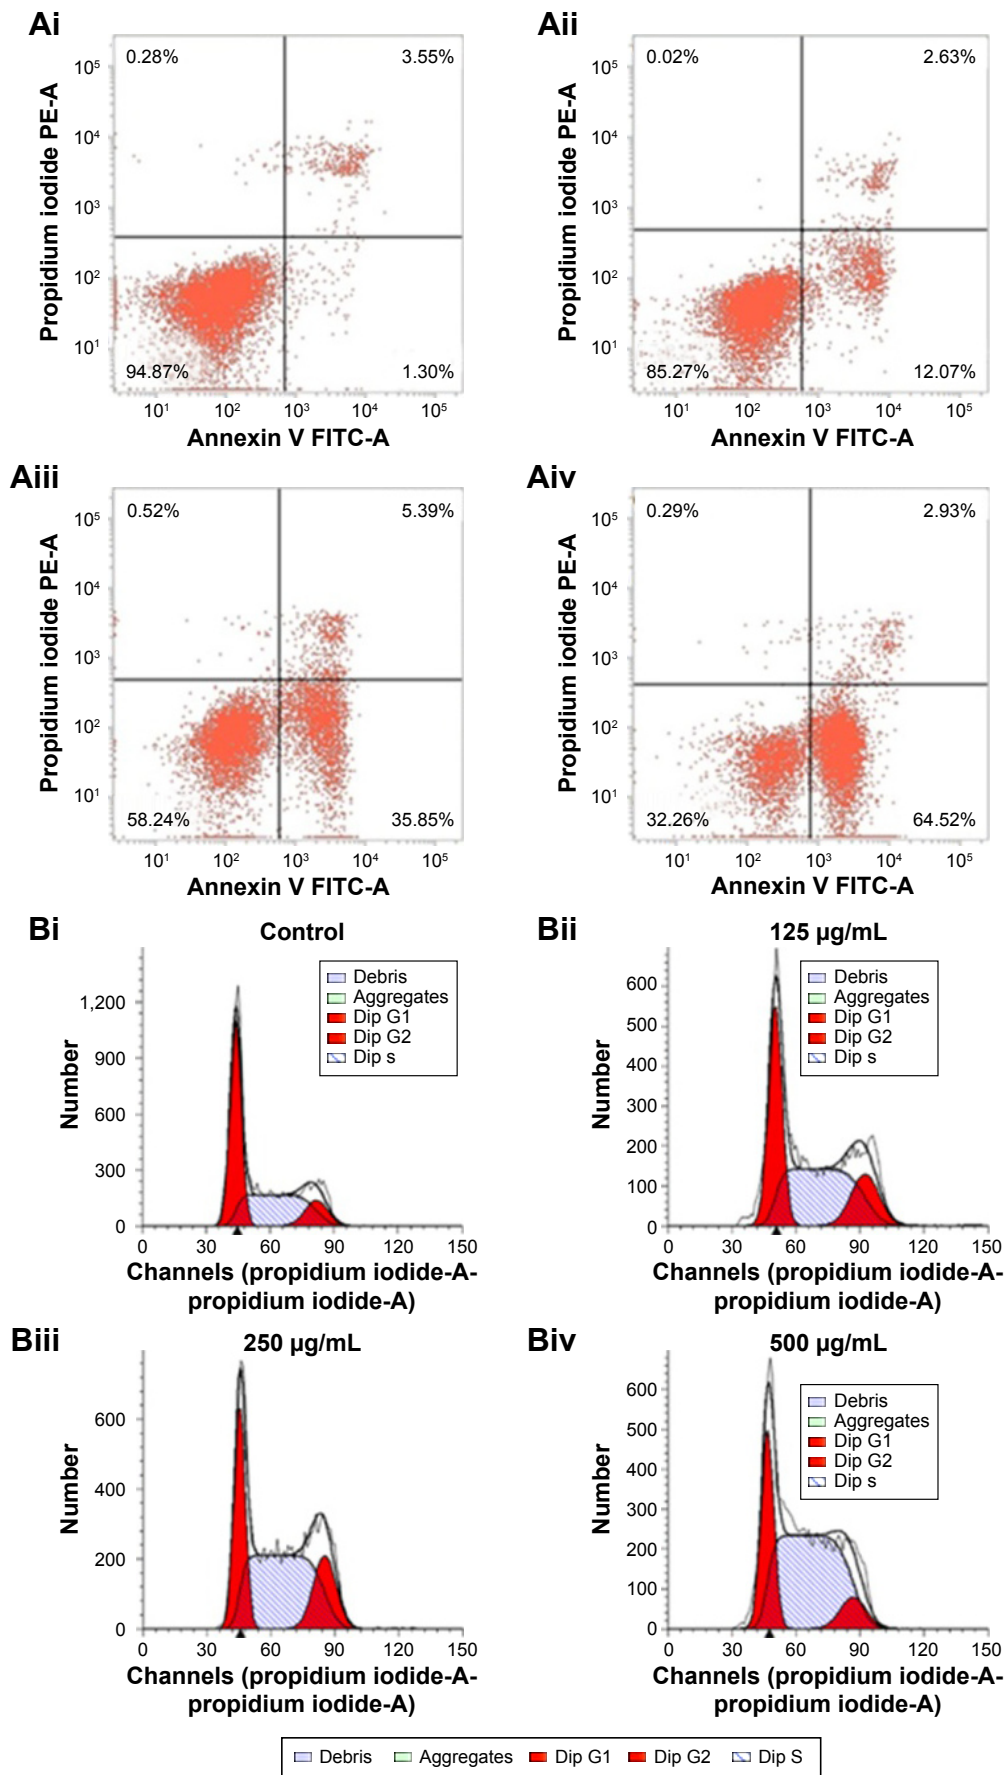 Ai
Aii
0.28%
3.55%
0.02%
2.63%
10⁵
10⁴
10³
10²
10¹
Propidium iodide PE-A
94.87%
1.30%
10¹ 10² 10³ 10⁴ 10⁵
Annexin V FITC-A
10⁵
10⁴
10³
10²
10¹
Propidium iodide PE-A
85.27%
12.07%
10¹ 10² 10³ 10⁴ 10⁵
Annexin V FITC-A
Aiii
Aiv
0.52%
5.39%
0.29%
2.93%
10⁵
10⁴
10³
10²
10¹
Propidium iodide PE-A
58.24%
35.85%
10¹ 10² 10³ 10⁴ 10⁵
Annexin V FITC-A
10⁵
10⁴
10³
10²
10¹
Propidium iodide PE-A
32.26%
64.52%
10¹ 10² 10³ 10⁴ 10⁵
Annexin V FITC-A
Bi
Control
Debris
Aggregates
Dip G1
Dip G2
Dip s
1,200
900
600
300
0
Number
0 30 60 90 120 150
Channels (propidium iodide-A-
propidium iodide-A)
Bii
125 µg/mL
Debris
Aggregates
Dip G1
Dip G2
Dip s
600
500
400
300
200
100
0
Number
0 30 60 90 120 150
Channels (propidium iodide-A-
propidium iodide-A)
Biii
250 µg/mL
600
400
200
0
Number
0 30 60 90 120 150
Channels (propidium iodide-A-
propidium iodide-A)
Biv
500 µg/mL
Debris
Aggregates
Dip G1
Dip G2
Dip s
600
500
400
300
200
100
0
Number
0 30 60 90 120 150
Channels (propidium iodide-A-
propidium iodide-A)
Debris Aggregates Dip G1 Dip G2 Dip S